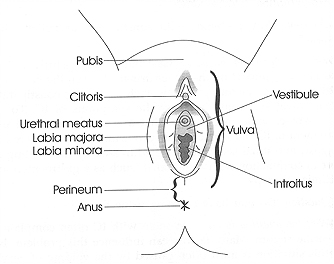 Pubis
Clitoris
Urethral meatus
Labia majora
Labia minora
Perineum
Anus
Vestibule
Vulva
Introitus